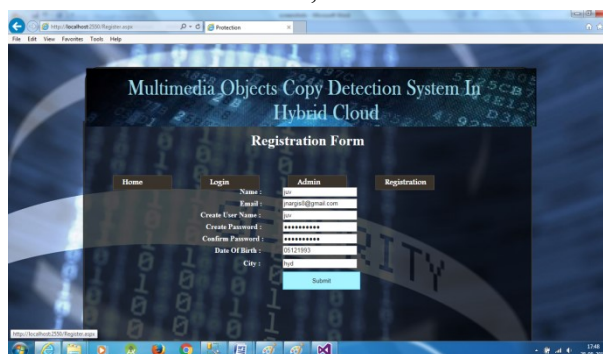 http://localhost:2550/Register.aspx
Protection
File Edit View Favorites Tools Help
Multimedia Objects Copy Detection System In
Hybrid Cloud
Registration Form
Home Login Admin Registration
Name : juv
Email : jnargis8@gmail.com
Create User Name : juv
Create Password : ••••••••••
Confirm Password : ••••••••••
Date Of Birth : 05121993
City : hyd
Submit
http://localhost:2550/Register.aspx
17:48